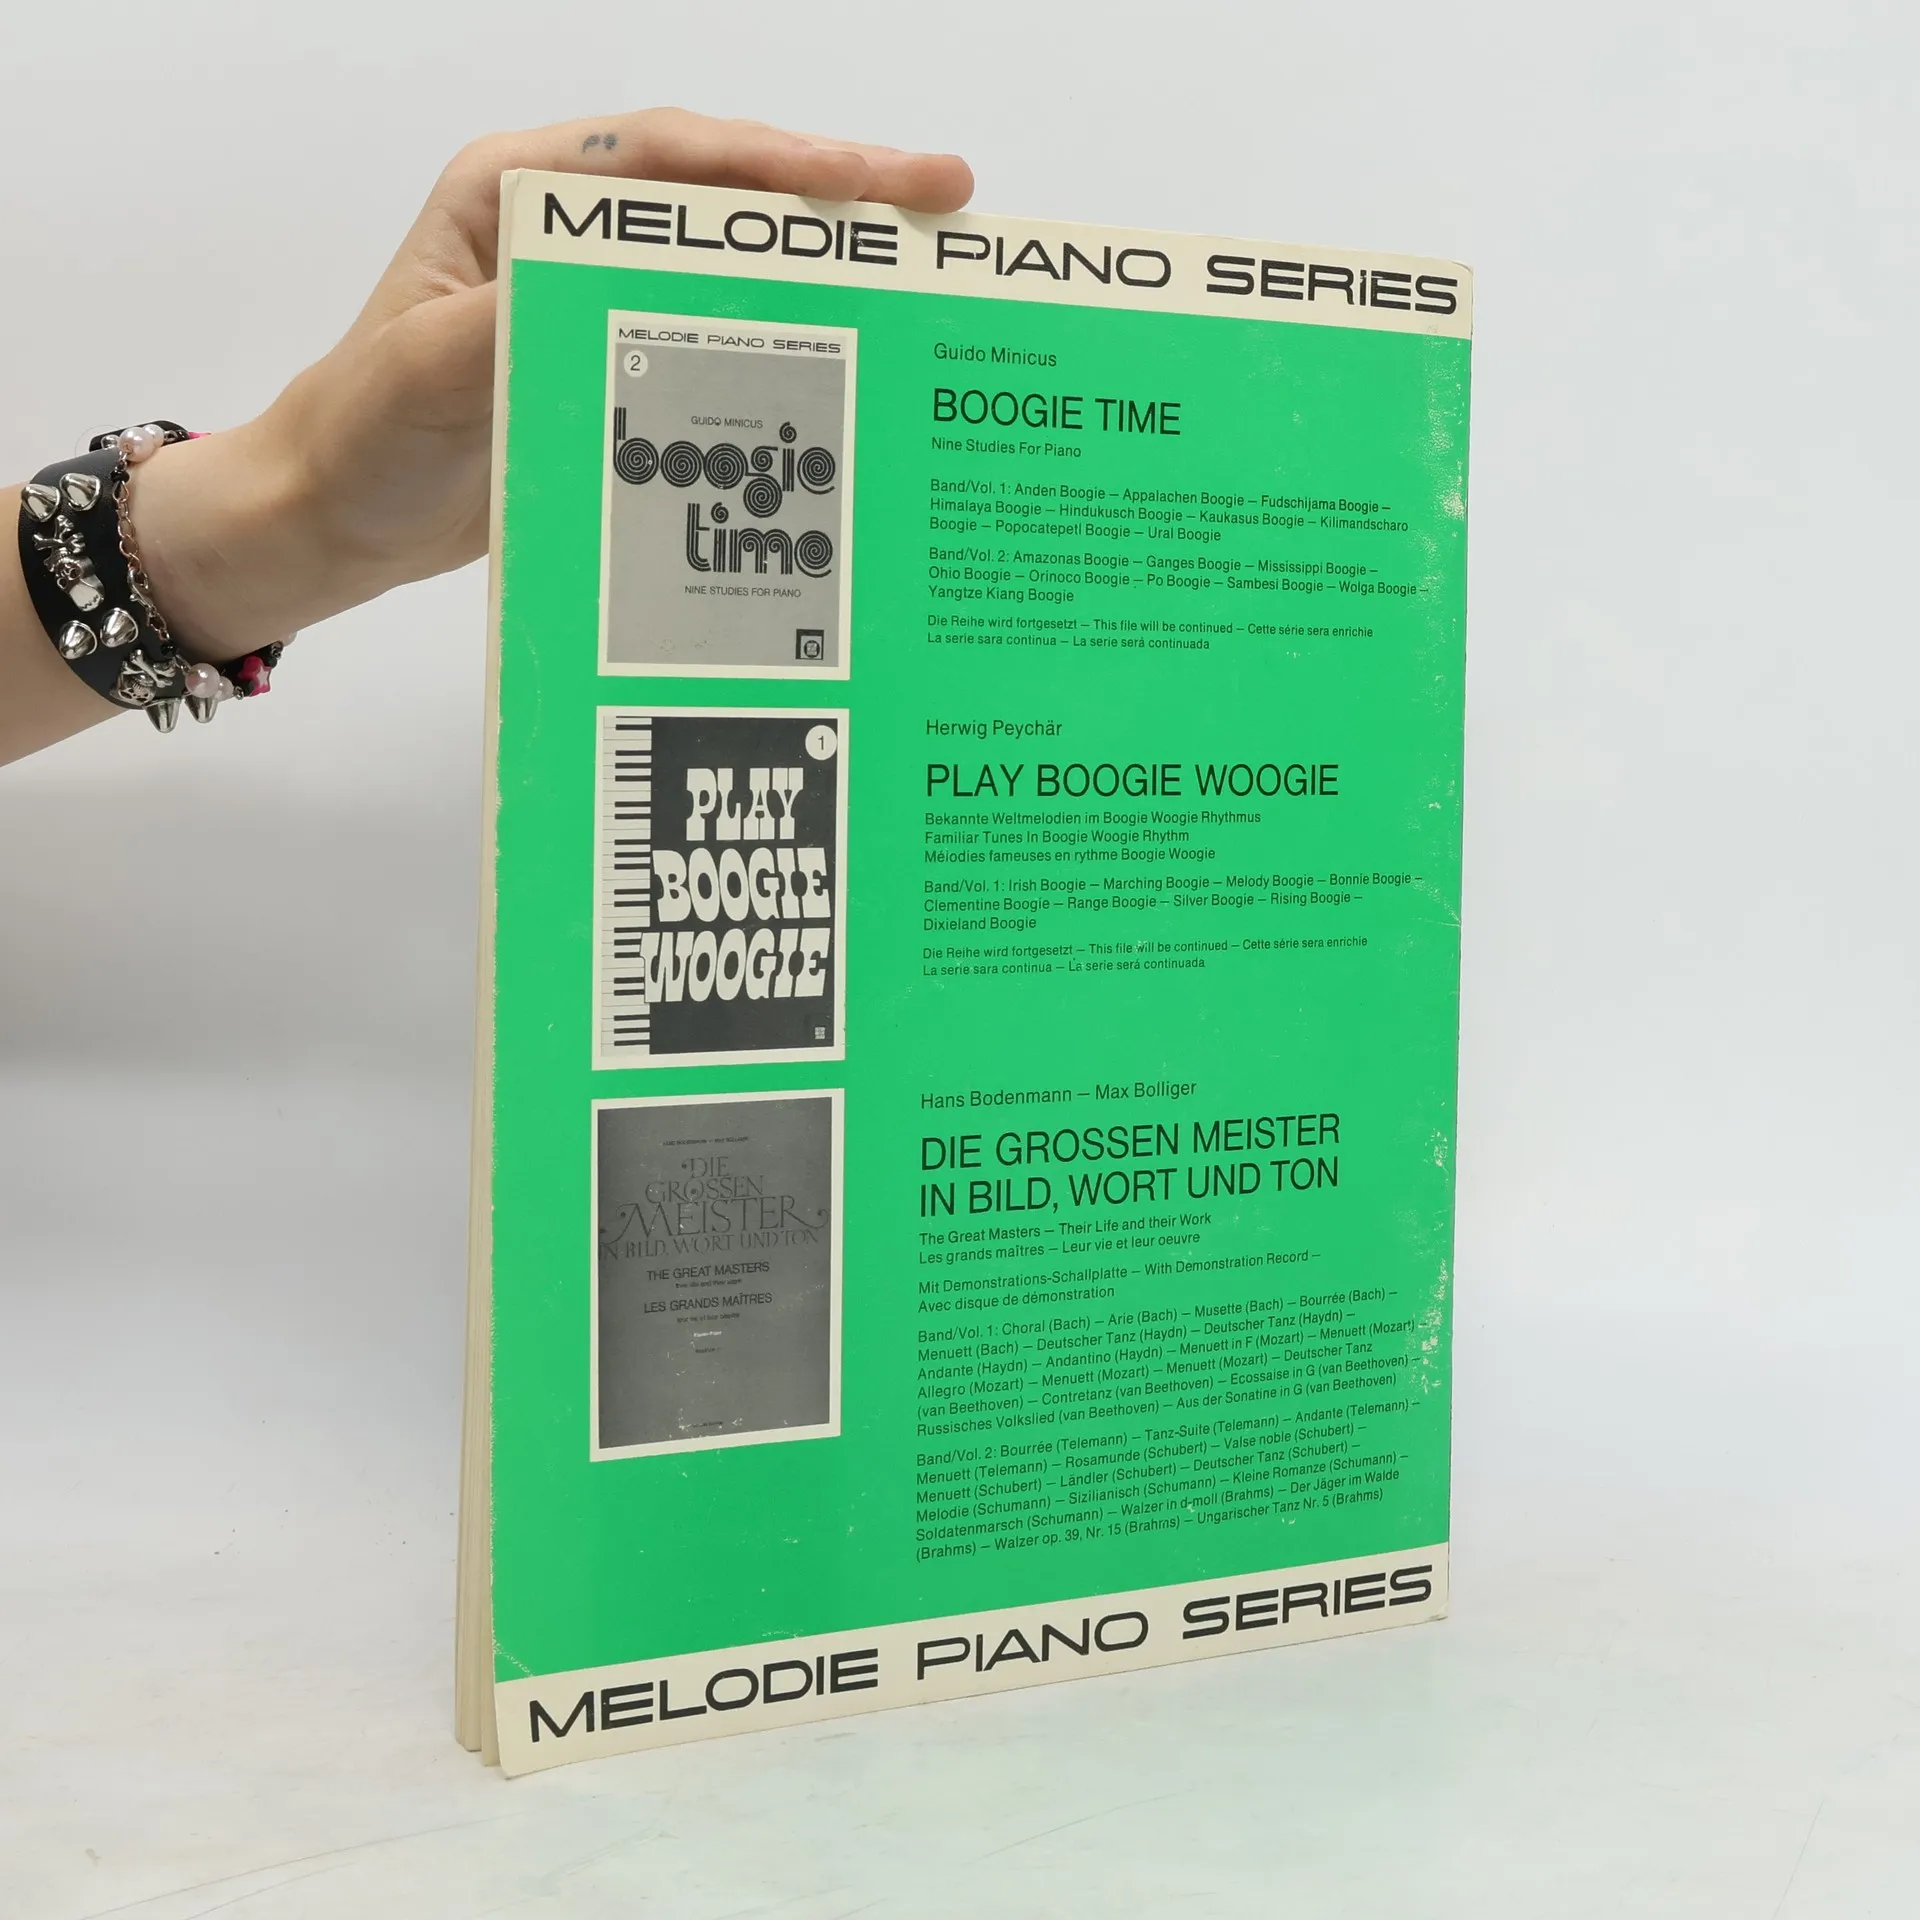 MELODIE PIANO SERIES
MELODIE PIANO SERIES
2
GUIDO MINICUS
boogie
time
NINE STUDIES FOR PIANO
Guido Minicus
BOOGIE TIME
Nine Studies For Piano
Band/Vol. 1: Anden Boogie – Appalachen Boogie – Fudschijama Boogie –
Himalaya Boogie – Hindukusch Boogie – Kaukasus Boogie – Kilimandscharo
Boogie – Popocatepetl Boogie – Ural Boogie
Band/Vol. 2: Amazonas Boogie – Ganges Boogie – Mississippi Boogie –
Ohio Boogie – Orinoco Boogie – Po Boogie – Sambesi Boogie – Wolga Boogie –
Yangtze Kiang Boogie
Die Reihe wird fortgesetzt – This file will be continued – Cette série sera enrichie
La serie sara continua – La serie será continuada
1
PLAY
BOOGIE
WOOGIE
Herwig Peychär
PLAY BOOGIE WOOGIE
Bekannte Weltmelodien im Boogie Woogie Rhythmus
Familiar Tunes In Boogie Woogie Rhythm
Mélodies fameuses en rythme Boogie Woogie
Band/Vol. 1: Irish Boogie – Marching Boogie – Melody Boogie – Bonnie Boogie –
Clementine Boogie – Range Boogie – Silver Boogie – Rising Boogie –
Dixieland Boogie
Die Reihe wird fortgesetzt – This file will be continued – Cette série sera enrichie
La serie sara continua – La serie será continuada
DIE
GROSSEN
MEISTER
IN BILD, WORT UND TON
THE GREAT MASTERS
their life and their work
LES GRANDS MAÎTRES
leur vie et leur oeuvre
Hans Bodenmann – Max Bolliger
DIE GROSSEN MEISTER
IN BILD, WORT UND TON
The Great Masters – Their Life and their Work
Les grands maîtres – Leur vie et leur oeuvre
Mit Demonstrations-Schallplatte – With Demonstration Record –
Avec disque de démonstration
Band/Vol. 1: Choral (Bach) – Arie (Bach) – Musette (Bach) – Bourrée (Bach) –
Menuett (Bach) – Deutscher Tanz (Haydn) – Deutscher Tanz (Haydn) –
Andante (Haydn) – Andantino (Haydn) – Menuett in F (Mozart) – Menuett (Mozart) –
Allegro (Mozart) – Menuett (Mozart) – Menuett (Mozart) – Deutscher Tanz
(van Beethoven) – Contretanz (van Beethoven) – Ecossaise in G (van Beethoven) –
Russisches Volkslied (van Beethoven) – Aus der Sonatine in G (van Beethoven)
Band/Vol. 2: Bourrée (Telemann) – Tanz-Suite (Telemann) – Andante (Telemann) –
Menuett (Telemann) – Rosamunde (Schubert) – Valse noble (Schubert) –
Menuett (Schubert) – Ländler (Schubert) – Deutscher Tanz (Schubert) –
Melodie (Schumann) – Sizilianisch (Schumann) – Kleine Romanze (Schumann) –
Soldatenmarsch (Schumann) – Walzer in d-moll (Brahms) – Der Jäger im Walde
(Brahms) – Walzer op. 39, Nr. 15 (Brahms) – Ungarischer Tanz Nr. 5 (Brahms)
MELODIE PIANO SERIES